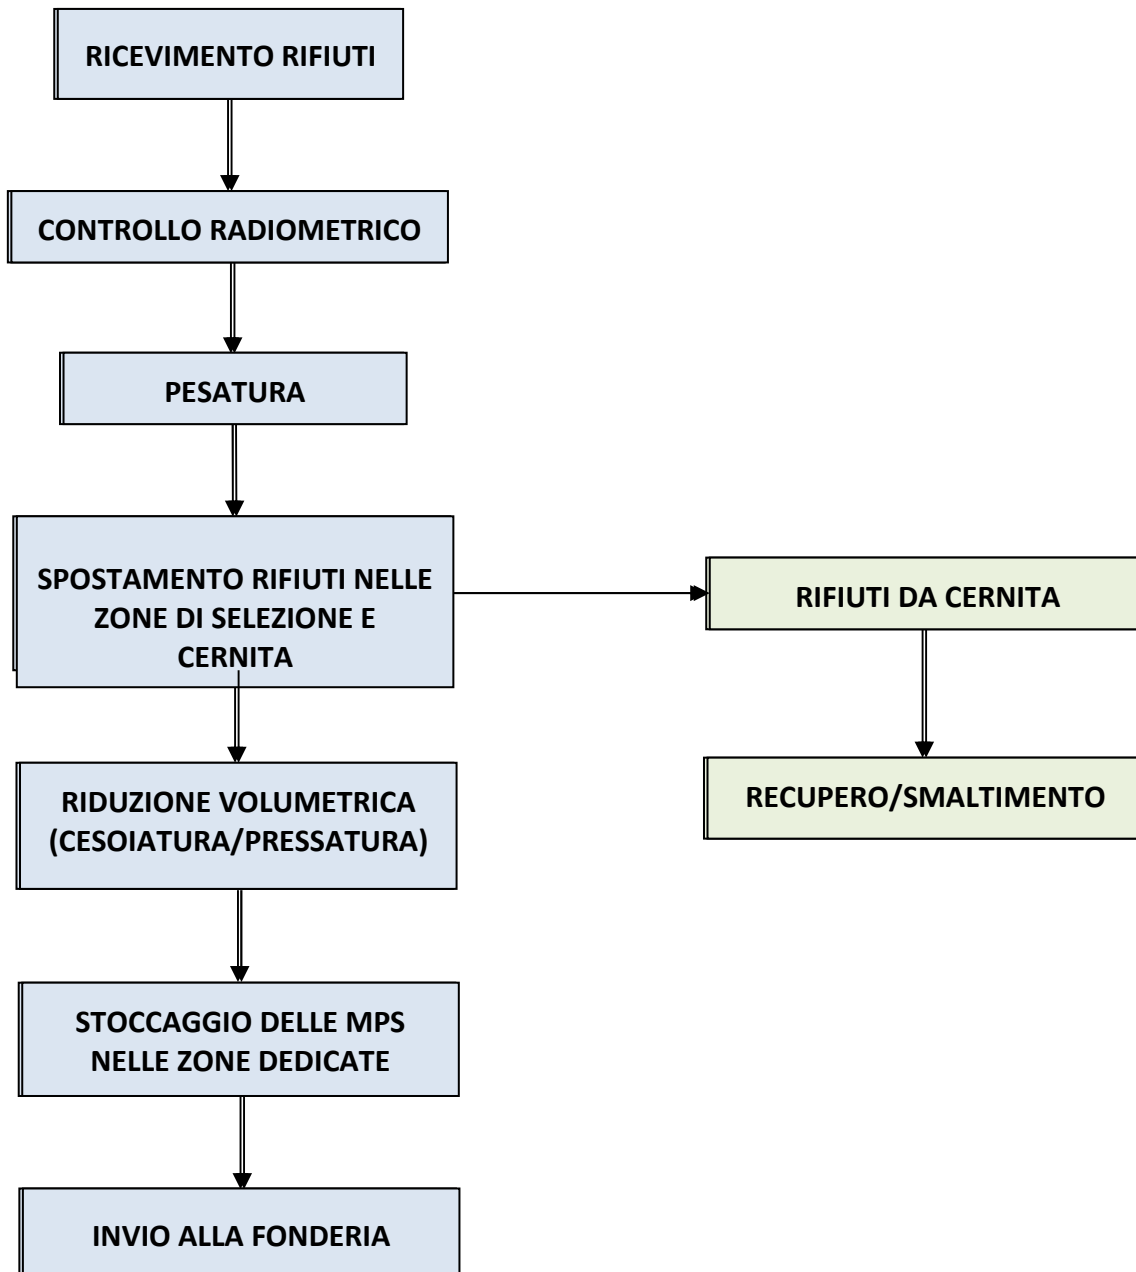 RICEVIMENTO RIFIUTI
CONTROLLO RADIOMETRICO
PESATURA
SPOSTAMENTO RIFIUTI NELLE
ZONE DI SELEZIONE E
CERNITA
RIFIUTI DA CERNITA
RECUPERO/SMALTIMENTO
RIDUZIONE VOLUMETRICA
(CESOIATURA/PRESSATURA)
STOCCAGGIO DELLE MPS
NELLE ZONE DEDICATE
INVIO ALLA FONDERIA